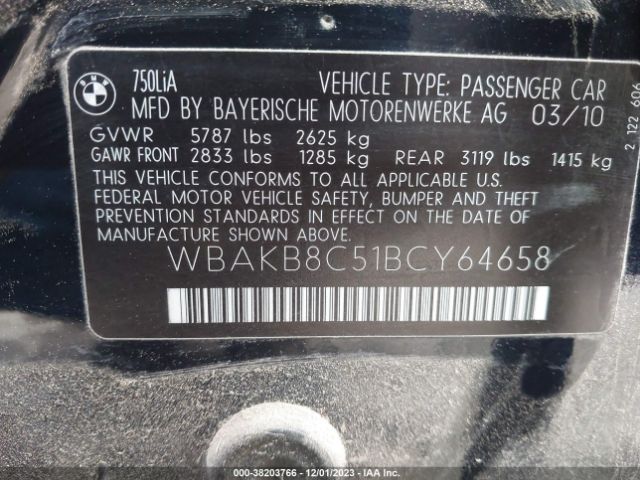 BMW
750LiA VEHICLE TYPE: PASSENGER CAR
MFD BY BAYERISCHE MOTORENWERKE AG 03/10
GVWR 5787 lbs 2625 kg
GAWR FRONT 2833 lbs 1285 kg REAR 3119 lbs 1415 kg
THIS VEHICLE CONFORMS TO ALL APPLICABLE U.S.
FEDERAL MOTOR VEHICLE SAFETY, BUMPER AND THEFT
PREVENTION STANDARDS IN EFFECT ON THE DATE OF
MANUFACTURE SHOWN ABOVE.
WBAKB8C51BCY64658
2 122 606
000-38203766 - 12/01/2023 - IAA Inc.